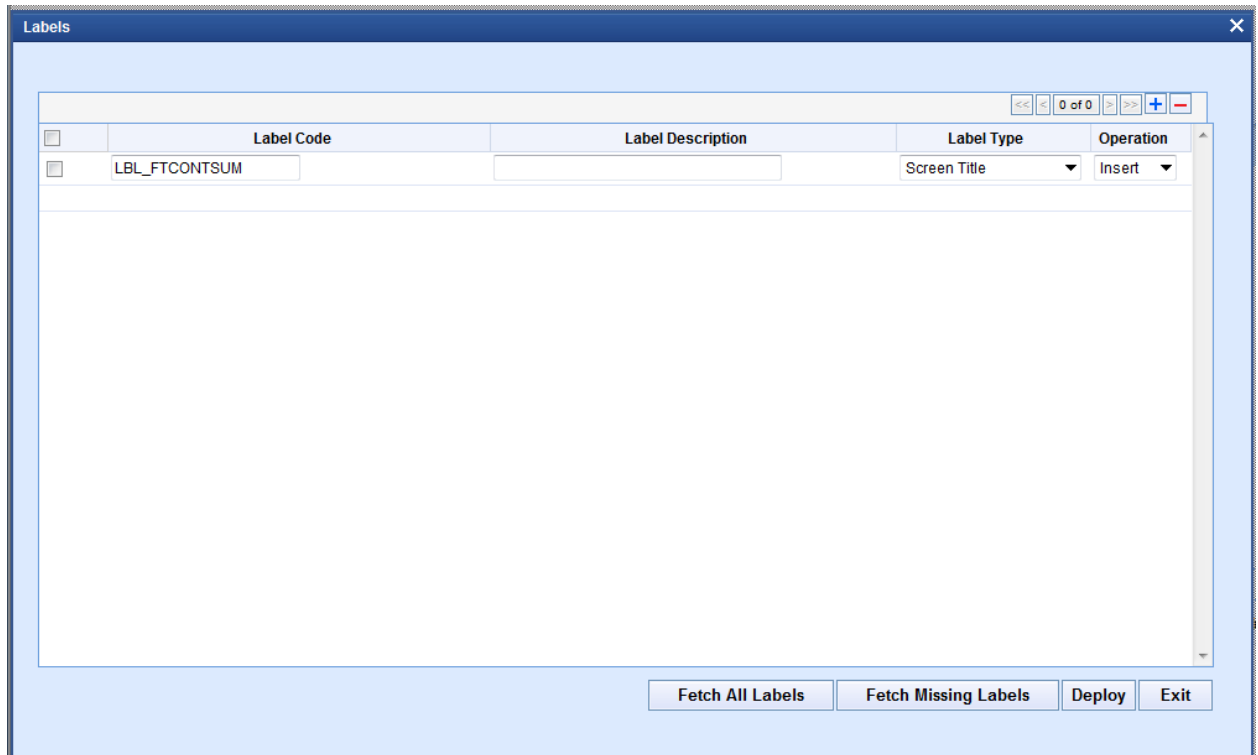 Labels
<< < 0 of 0 > >> + −
Label Code Label Description Label Type Operation
LBL_FTCONTSUM Screen Title Insert
Fetch All Labels Fetch Missing Labels Deploy Exit